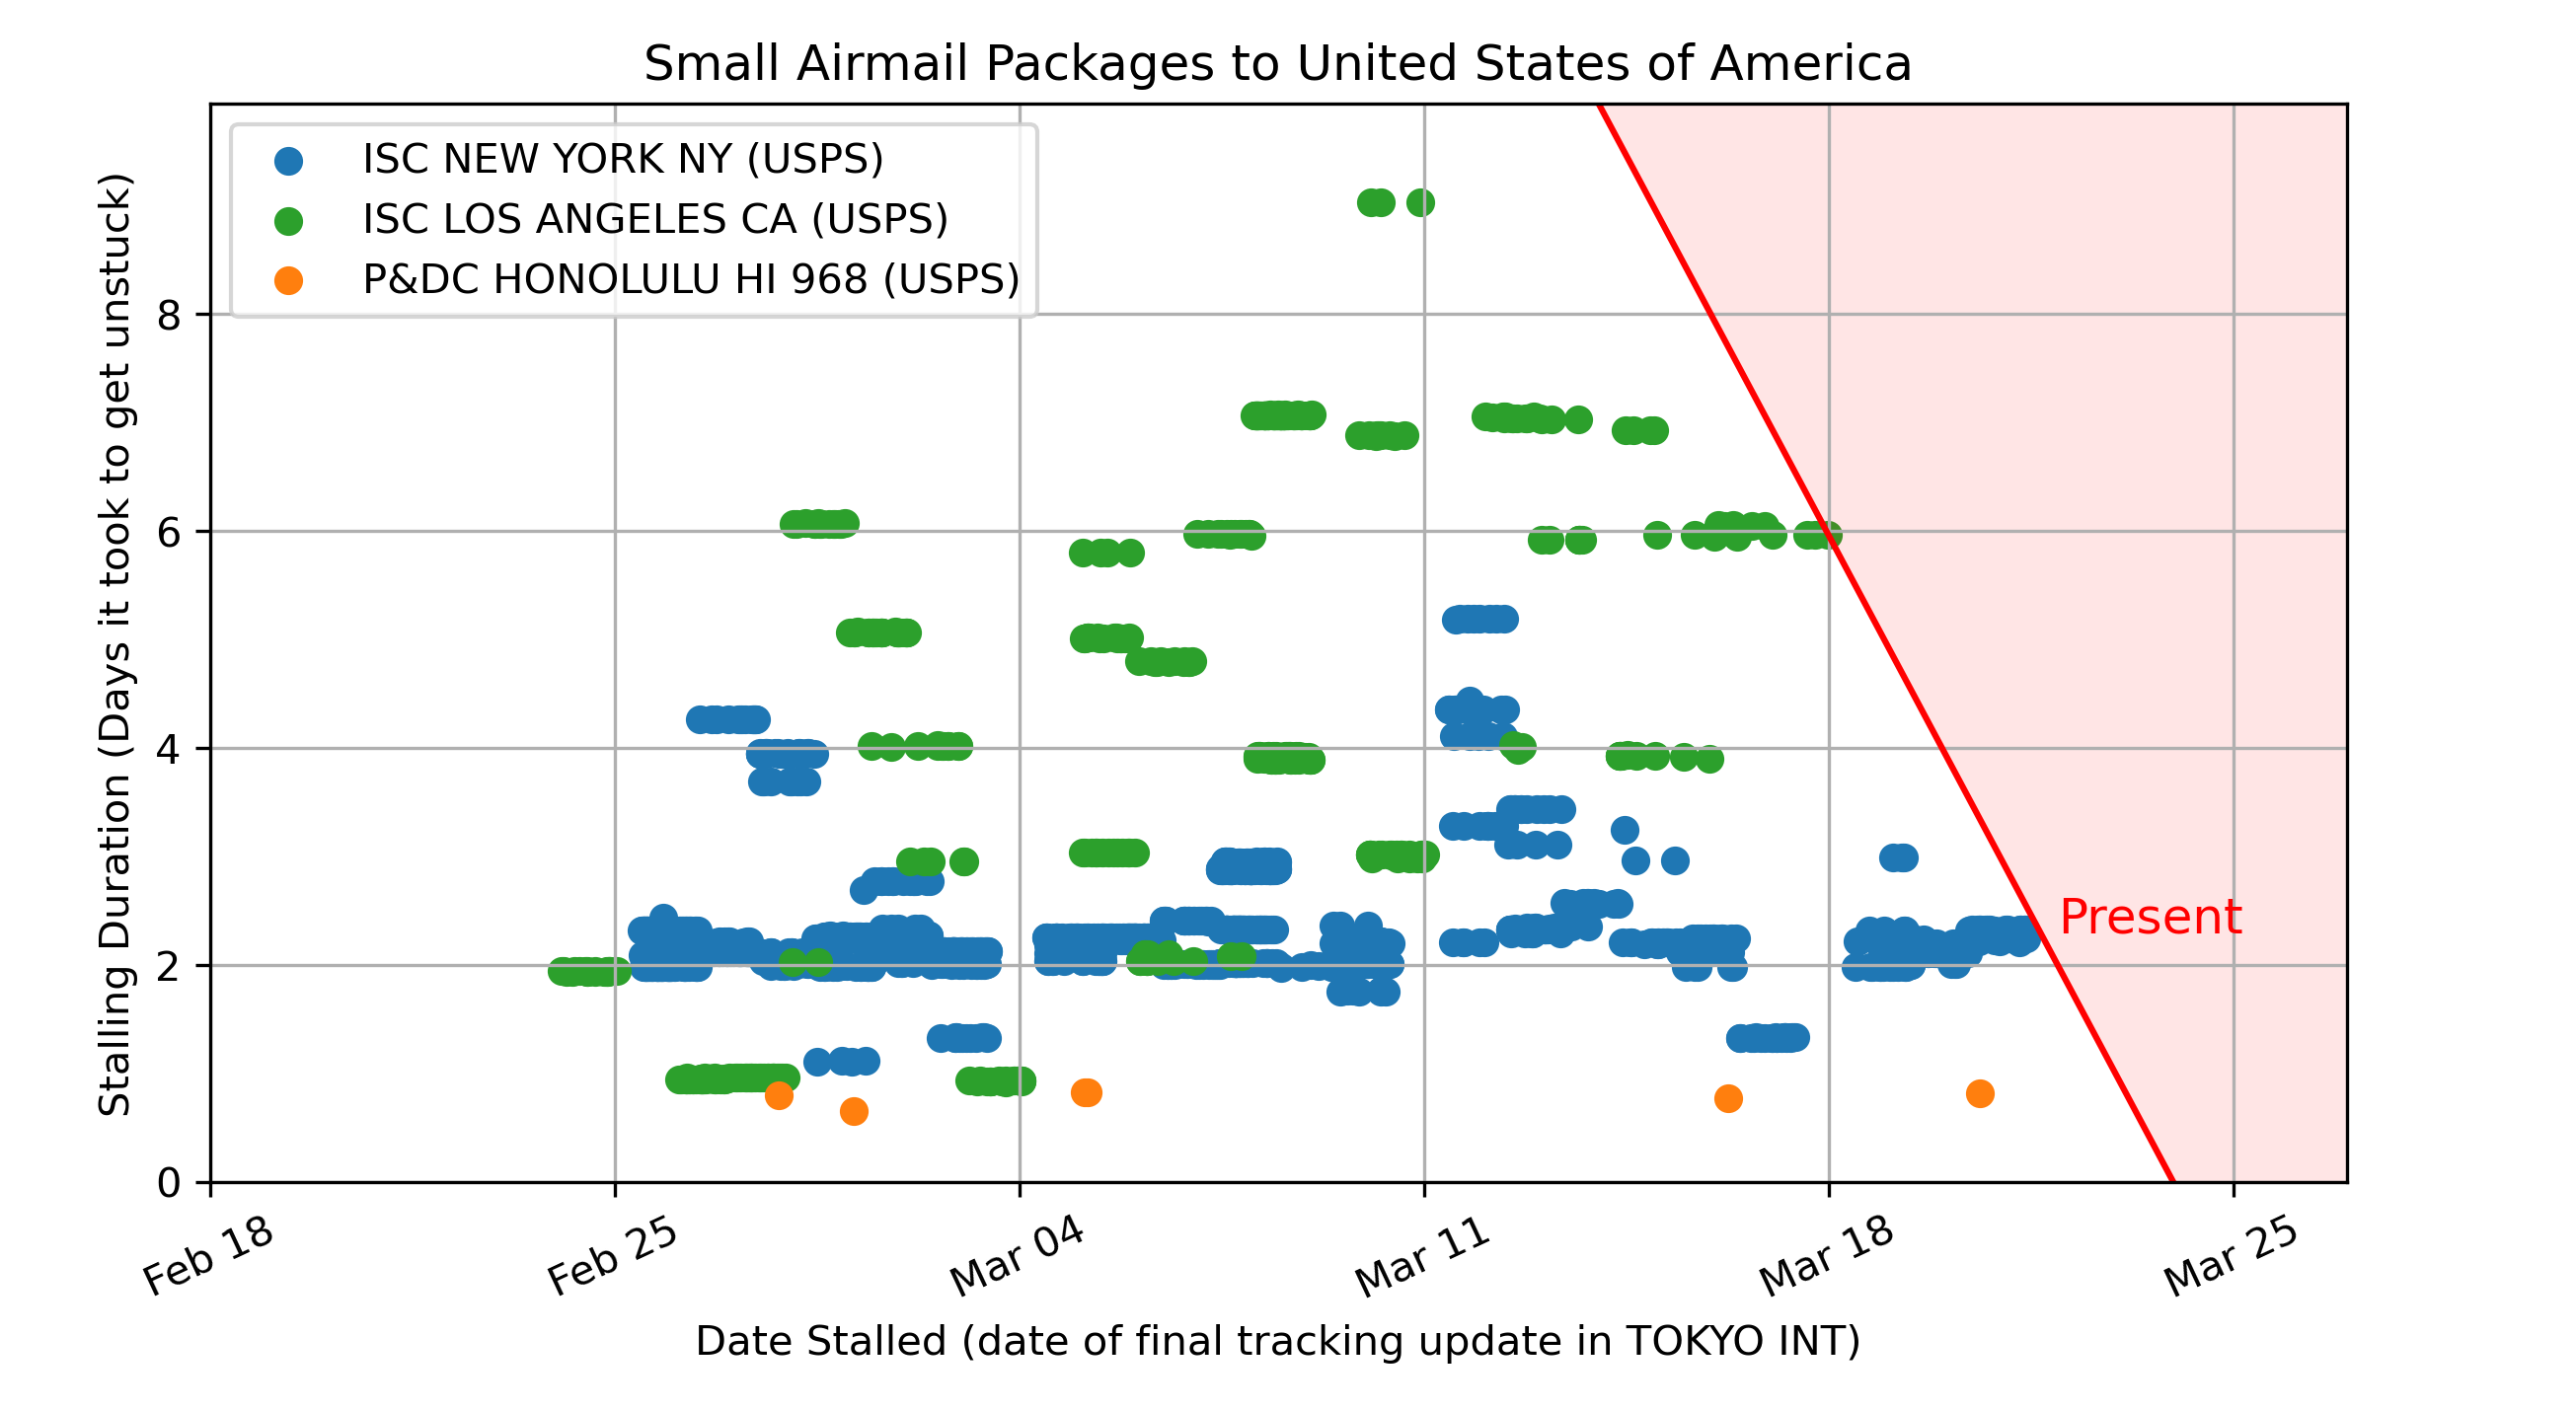 Small Airmail Packages to United States of America
ISC NEW YORK NY (USPS)
ISC LOS ANGELES CA (USPS)
P&DC HONOLULU HI 968 (USPS)
Stalling Duration (Days it took to get unstuck)
8
6
4
2
0
Present
Feb 18
Feb 25
Mar 04
Mar 11
Mar 18
Mar 25
Date Stalled (date of final tracking update in TOKYO INT)